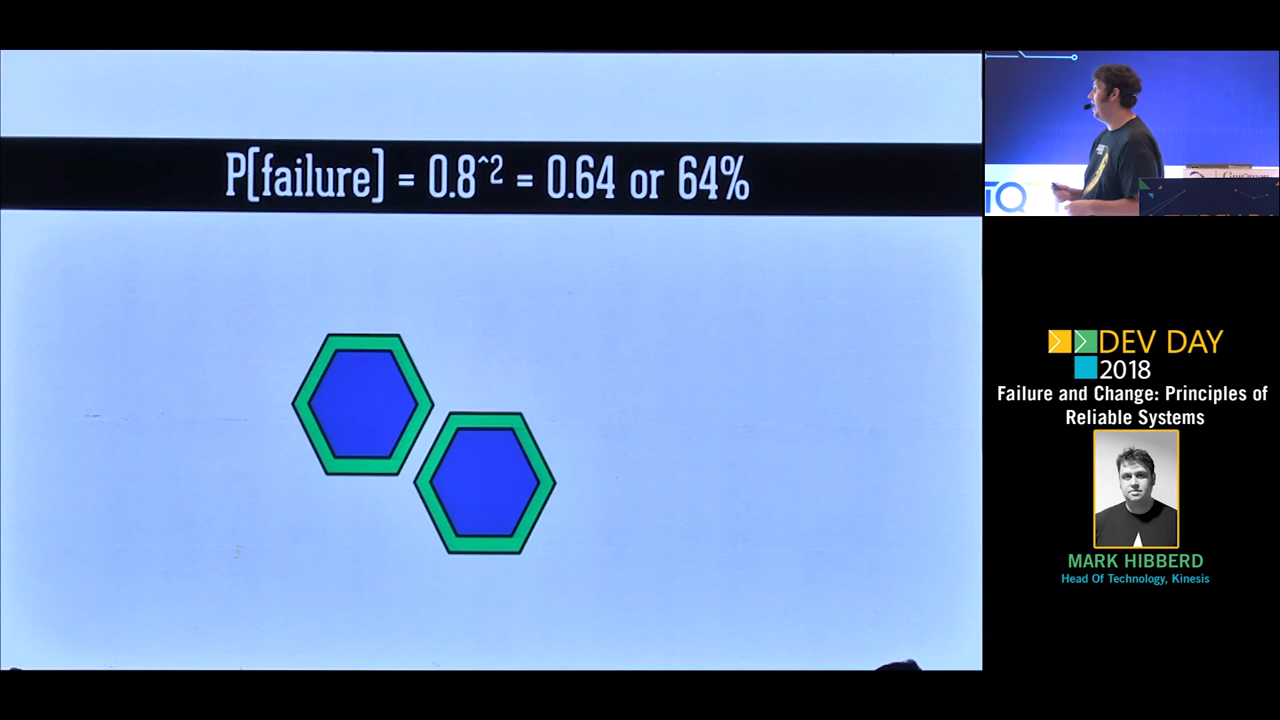 P[failure] = 0.8^2 = 0.64 or 64%
TQ
DEV DAY
2018
Failure and Change: Principles of
Reliable Systems
MARK HIBBERD
Head Of Technology, Kinesis